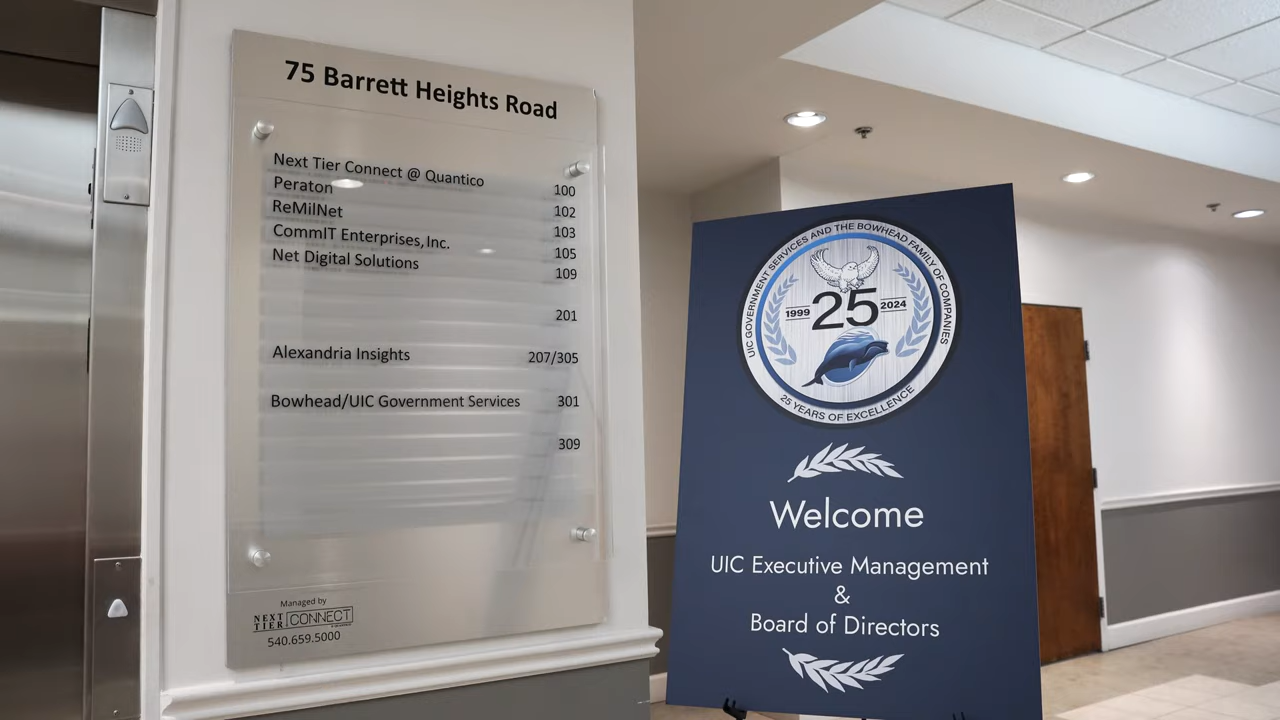 75 Barrett Heights Road
Next Tier Connect @ Quantico 100
Peraton 102
ReMilNet 103
CommIT Enterprises, Inc. 105
Net Digital Solutions 109
201
Alexandria Insights 207/305
Bowhead/UIC Government Services 301
309
Managed by
NEXT TIER CONNECT
540.659.5000
UIC GOVERNMENT SERVICES AND THE BOWHEAD FAMILY OF COMPANIES
1999 25 2024
25 YEARS OF EXCELLENCE
Welcome
UIC Executive Management
&
Board of Directors